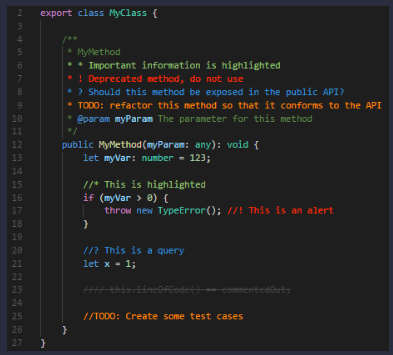 2 export class MyClass {
3
4 /**
5 * MyMethod
6 * * Important information is highlighted
7 * ! Deprecated method, do not use
8 * ? Should this method be exposed in the public API?
9 * TODO: refactor this method so that it conforms to the API
10 * @param myParam The parameter for this method
11 */
12 public MyMethod(myParam: any): void {
13 let myVar: number = 123;
14
15 //* This is highlighted
16 if (myVar > 0) {
17 throw new TypeError(); //! This is an alert
18 }
19
20 //? This is a query
21 let x = 1;
22
23 //// this.lineOfCode() == commentedOut;
24
25 //TODO: Create some test cases
26 }
27 }